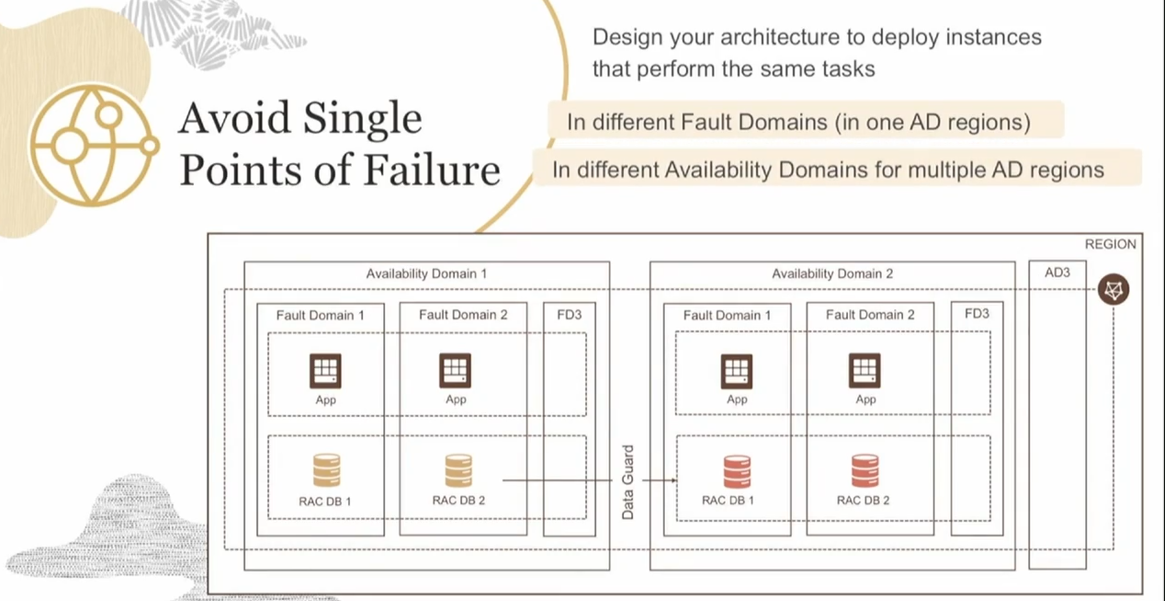 Design your architecture to deploy instances
that perform the same tasks
Avoid Single
Points of Failure
In different Fault Domains (in one AD regions)
In different Availability Domains for multiple AD regions
REGION
Availability Domain 1
Availability Domain 2
AD3
Fault Domain 1
Fault Domain 2
FD3
Fault Domain 1
Fault Domain 2
FD3
App
App
App
App
Data Guard
RAC DB 1
RAC DB 2
RAC DB 1
RAC DB 2